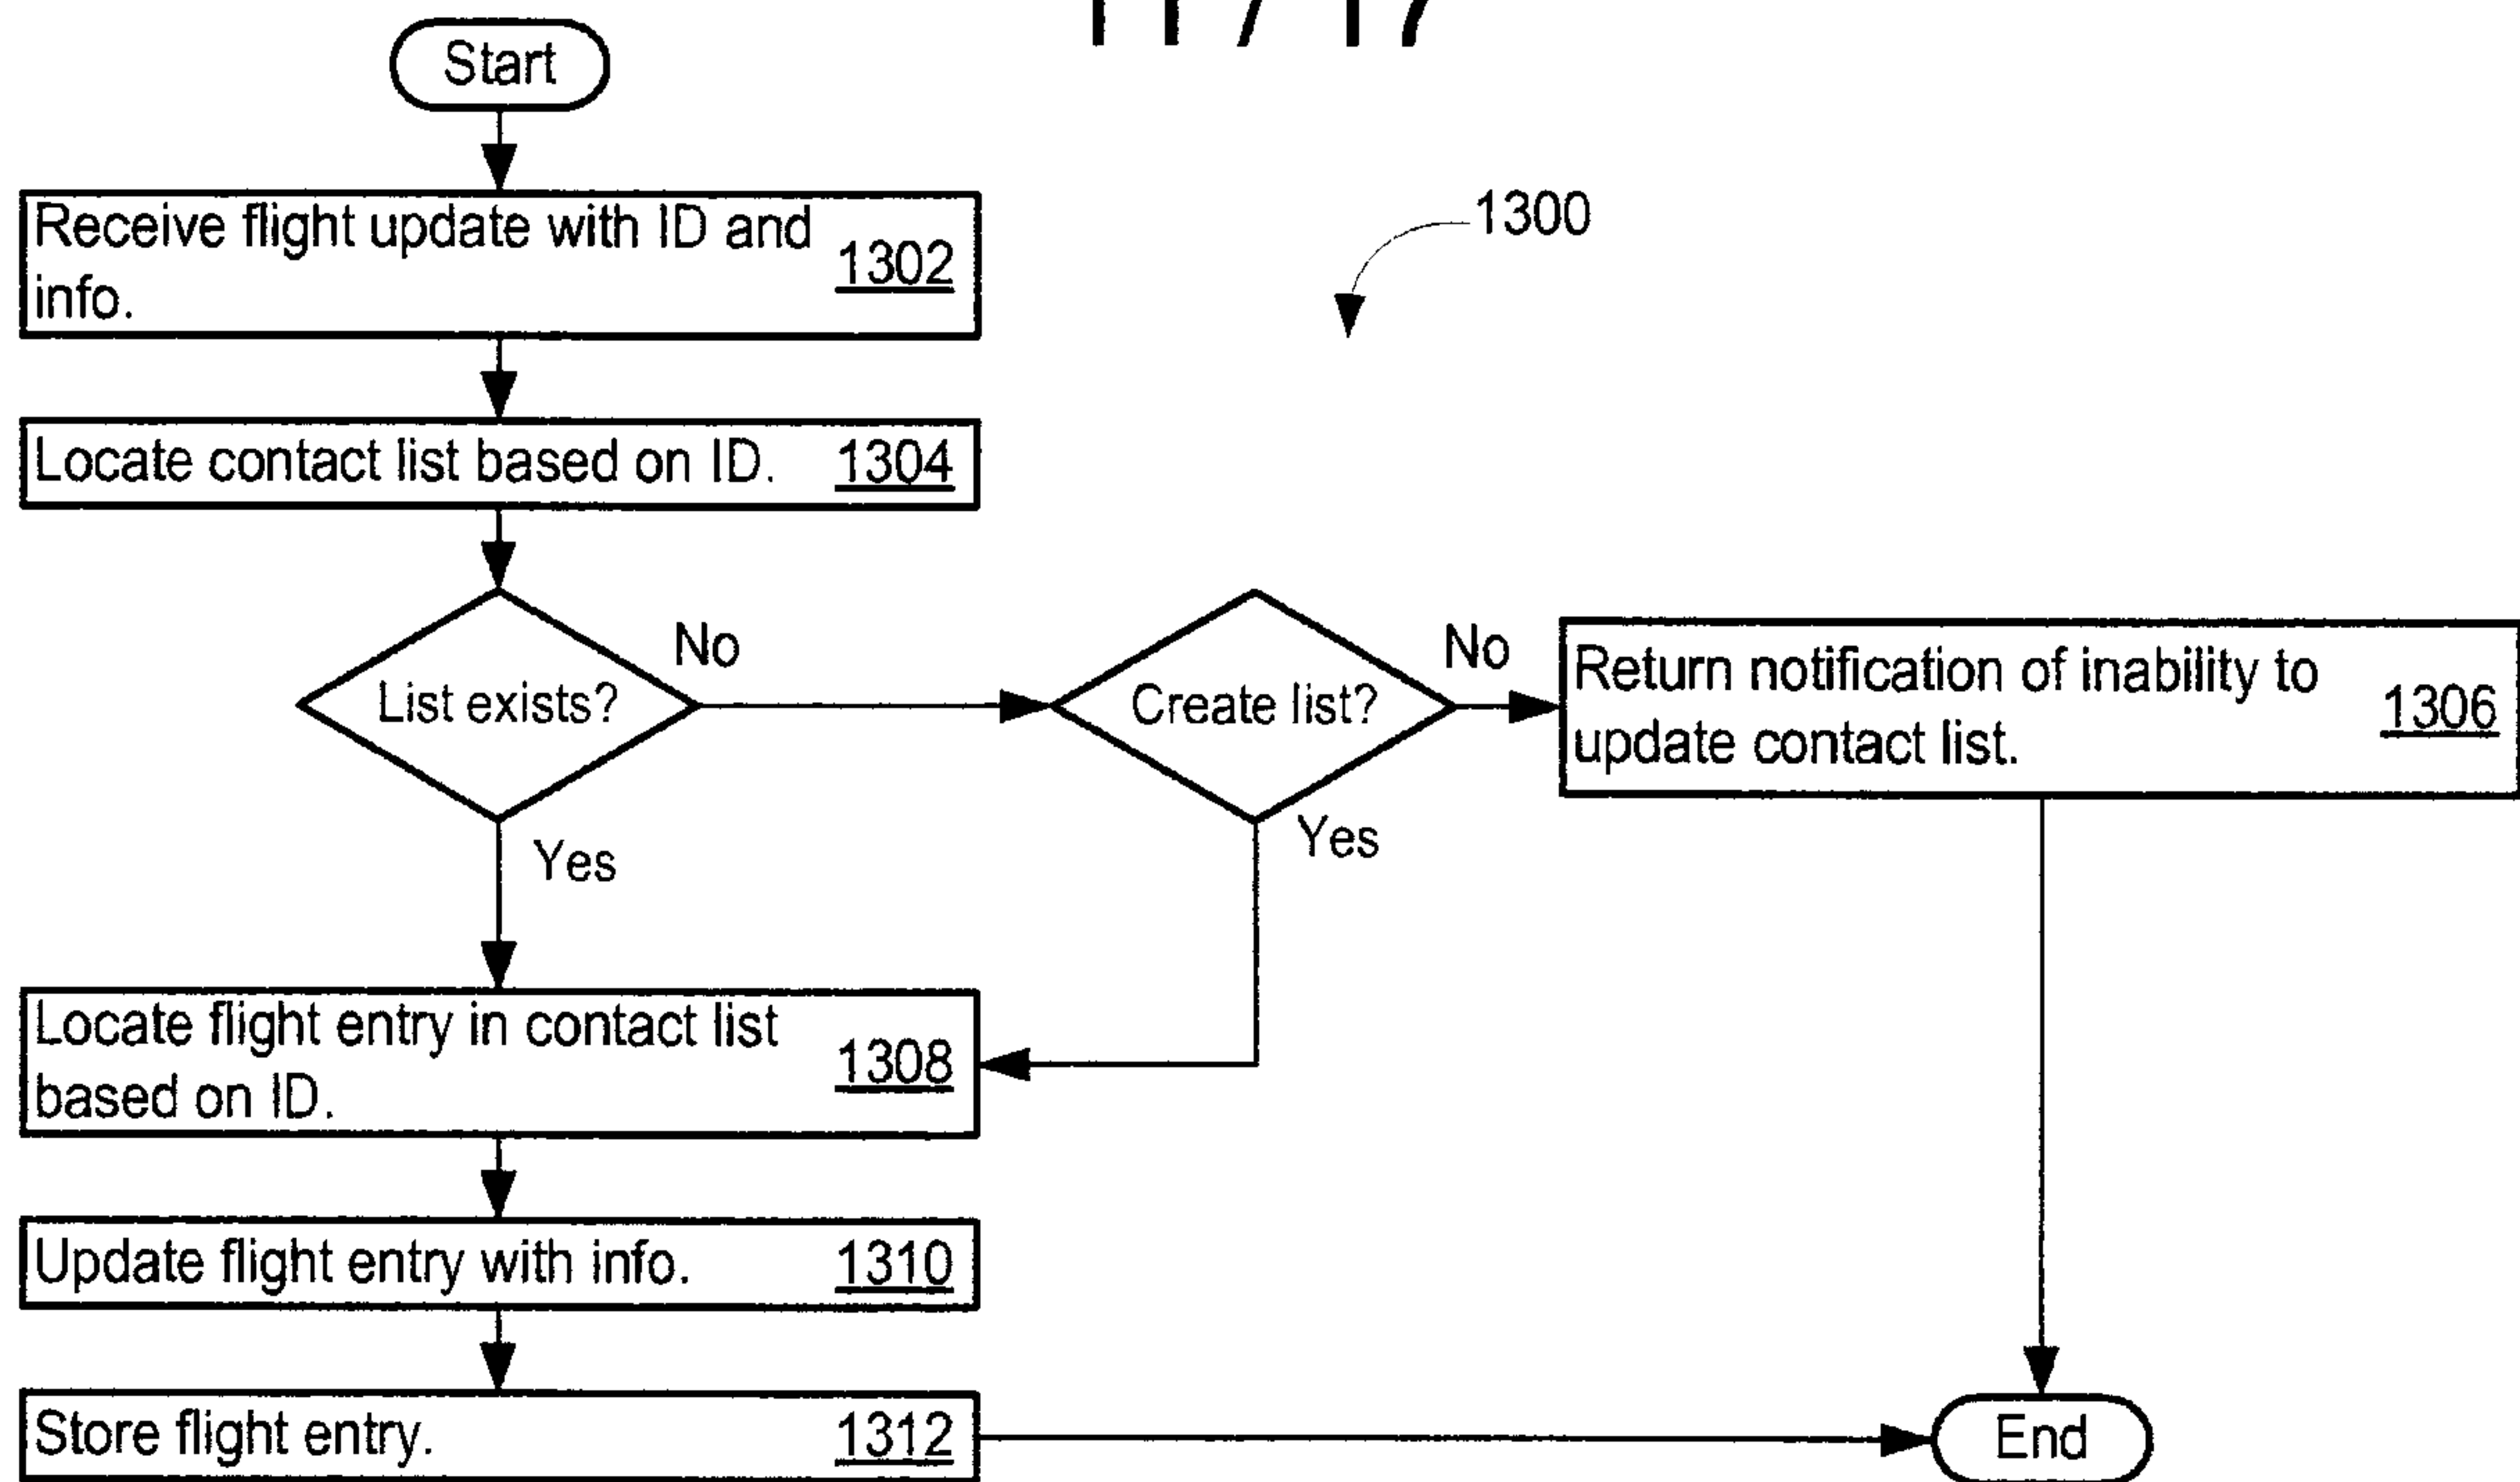 Start
Receive flight update with ID and
info.
1302
1300
Locate contact list based on ID.
1304
List exists?
No
Create list?
No
Return notification of inability to
update contact list.
1306
Yes
Yes
Locate flight entry in contact list
based on ID.
1308
Update flight entry with info.
1310
Store flight entry.
1312
End